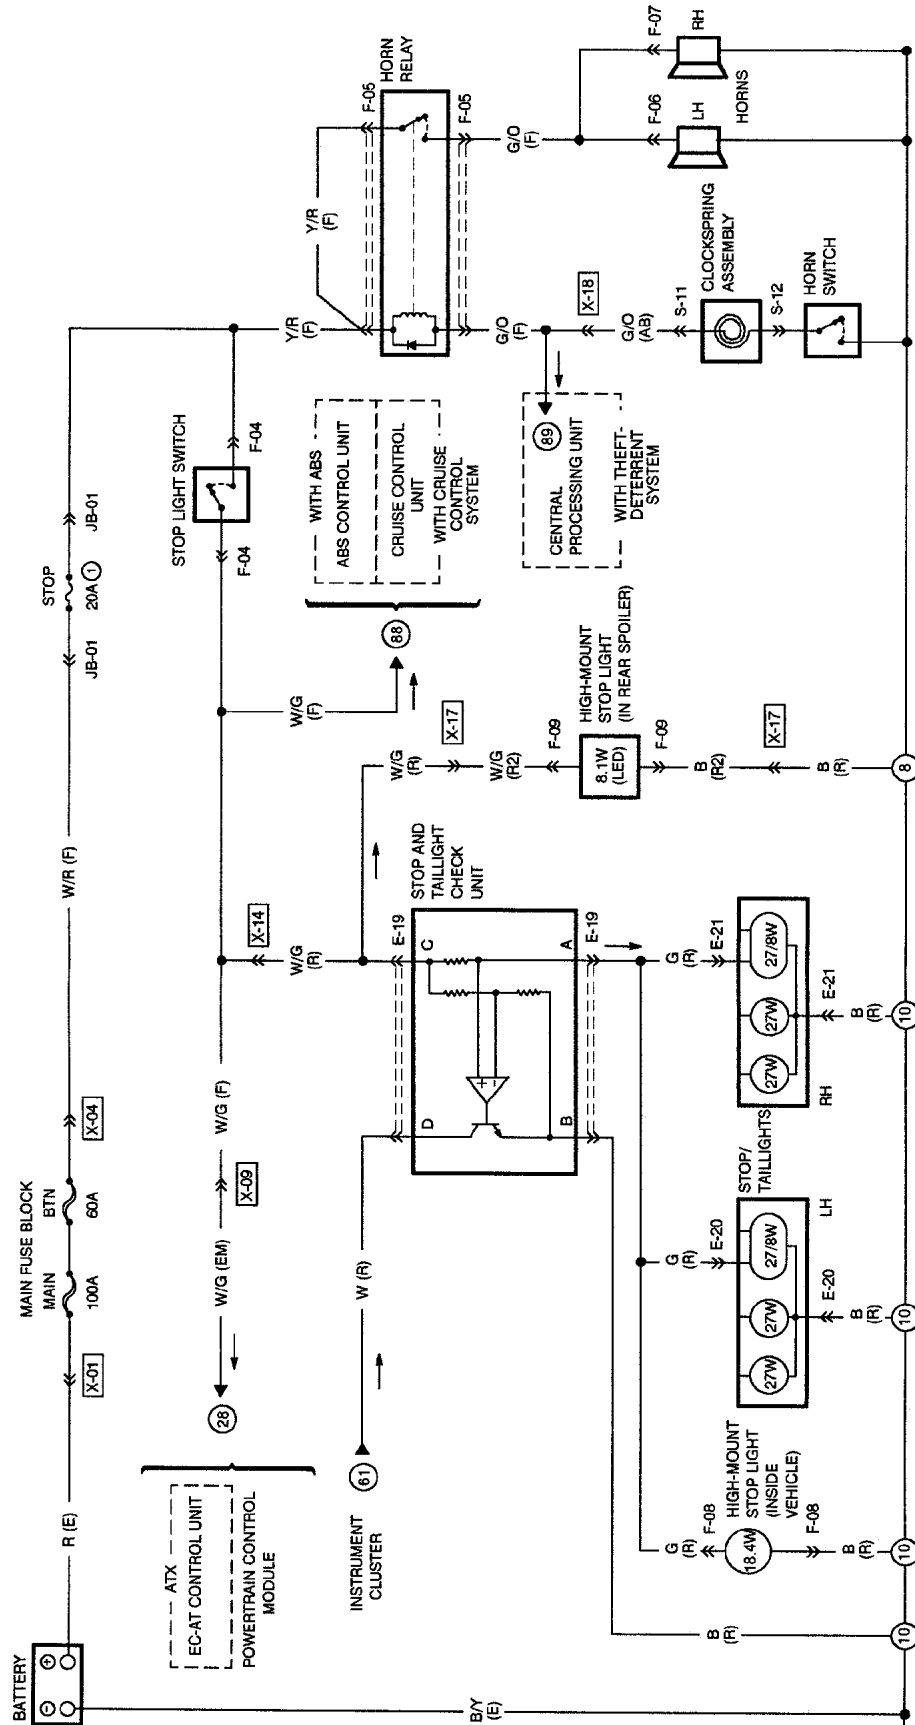 BATTERY
R (E)
B/Y
(E)
X-01
MAIN FUSE BLOCK
MAIN
100A
BTN
60A
X-04
W/R (F)
JB-01
STOP
20A 1
JB-01
ATX
EC-AT CONTROL UNIT
POWERTRAIN CONTROL
MODULE
28
W/G (EM)
X-09
W/G (F)
X-14
W/G
(R)
W/G
(F)
88
WITH ABS
ABS CONTROL UNIT
CRUISE CONTROL
UNIT
WITH CRUISE
CONTROL
SYSTEM
STOP LIGHT SWITCH
F-04
F-04
Y/R
(F)
Y/R
(F)
F-05
HORN
RELAY
F-05
G/O
(F)
G/O
(F)
89
CENTRAL
PROCESSING UNIT
WITH THEFT-
DETERRENT
SYSTEM
X-18
G/O
(AB)
S-11
CLOCKSPRING
ASSEMBLY
S-12
HORN
SWITCH
F-06
LH
F-07
RH
HORNS
INSTRUMENT
CLUSTER
61
W (R)
STOP AND
TAILLIGHT
CHECK
UNIT
E-19
D
C
B
A
E-19
W/G
(R)
X-17
W/G
(R2)
F-09
HIGH-MOUNT
STOP LIGHT
(IN REAR SPOILER)
8.1W
(LED)
F-09
B
(R2)
X-17
B
(R)
8
B
(R)
10
G
(R)
F-08
18.4W
HIGH-MOUNT
STOP LIGHT
(INSIDE
VEHICLE)
F-08
B
(R)
10
G
(R)
E-20
27W
27W
27/8W
LH
E-20
B
(R)
10
STOP/
TAILLIGHTS
G
(R)
E-21
27W
27W
27/8W
RH
E-21
B
(R)
10